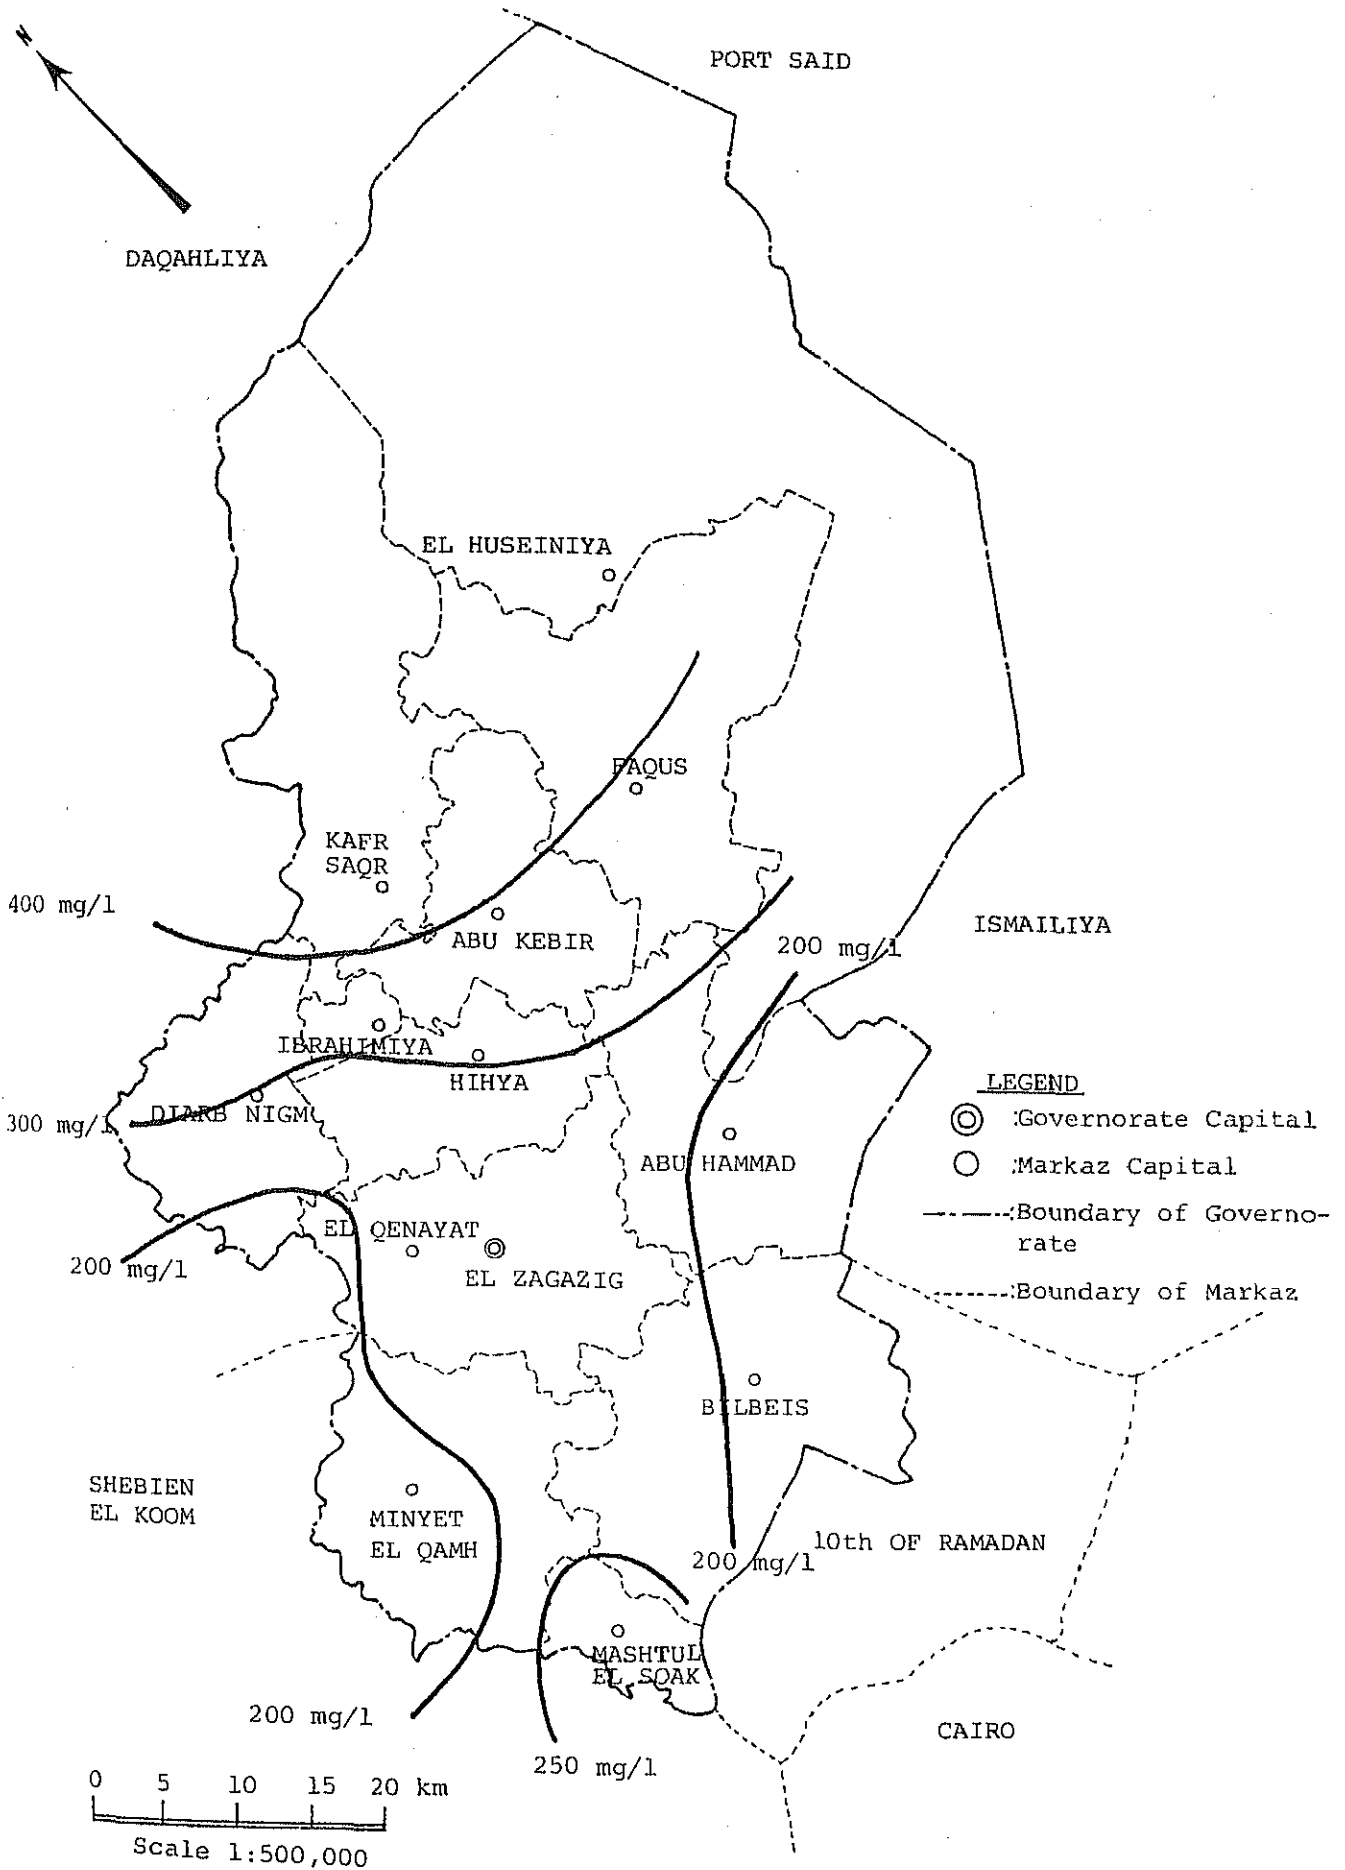 N
PORT SAID
DAQAHLIYA
EL HUSEINIYA
FAQUS
KAFR
SAQR
400 mg/l
ABU KEBIR
ISMAILIYA
200 mg/l
IBRAHIMIYA
HIHYA
LEGEND
300 mg/l
DIARB NIGM
:Governorate Capital
ABU HAMMAD
:Markaz Capital
EL QENAYAT
:Boundary of Governo-
rate
200 mg/l
EL ZAGAZIG
:Boundary of Markaz
BILBEIS
SHEBIEN
EL KOOM
MINYET
EL QAMH
10th OF RAMADAN
200 mg/l
MASHTUL
EL SOAK
200 mg/l
CAIRO
250 mg/l
0 5 10 15 20 km
Scale 1:500,000